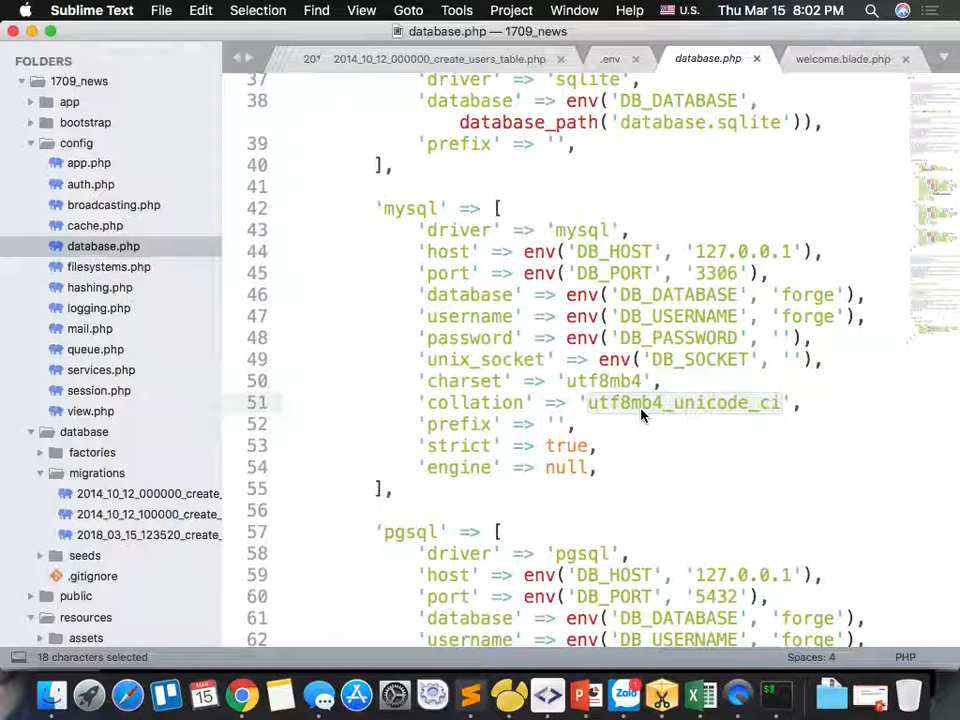 Sublime Text File Edit Selection Find View Goto Tools Project Window Help U.S. Thu Mar 15 8:02 PM
database.php — 1709_news
FOLDERS
1709_news
app
bootstrap
config
app.php
auth.php
broadcasting.php
cache.php
database.php
filesystems.php
hashing.php
logging.php
mail.php
queue.php
services.php
session.php
view.php
database
factories
migrations
2014_10_12_000000_create_
2014_10_12_100000_create_
2018_03_15_123520_create_
seeds
.gitignore
public
resources
assets
201 2014_10_12_000000_create_users_table.php × .env × database.php × welcome.blade.php ×
37 'driver' => 'sqlite',
38 'database' => env('DB_DATABASE',
database_path('database.sqlite')),
39 'prefix' => '',
40 ],
41
42 'mysql' => [
43 'driver' => 'mysql',
44 'host' => env('DB_HOST', '127.0.0.1'),
45 'port' => env('DB_PORT', '3306'),
46 'database' => env('DB_DATABASE', 'forge'),
47 'username' => env('DB_USERNAME', 'forge'),
48 'password' => env('DB_PASSWORD', ''),
49 'unix_socket' => env('DB_SOCKET', ''),
50 'charset' => 'utf8mb4',
51 'collation' => 'utf8mb4_unicode_ci',
52 'prefix' => '',
53 'strict' => true,
54 'engine' => null,
55 ],
56
57 'pgsql' => [
58 'driver' => 'pgsql',
59 'host' => env('DB_HOST', '127.0.0.1'),
60 'port' => env('DB_PORT', '5432'),
61 'database' => env('DB_DATABASE', 'forge'),
62 'username' => env('DB_USERNAME', 'forge'),
18 characters selected Spaces: 4 PHP
MAR 15
Zalo 1